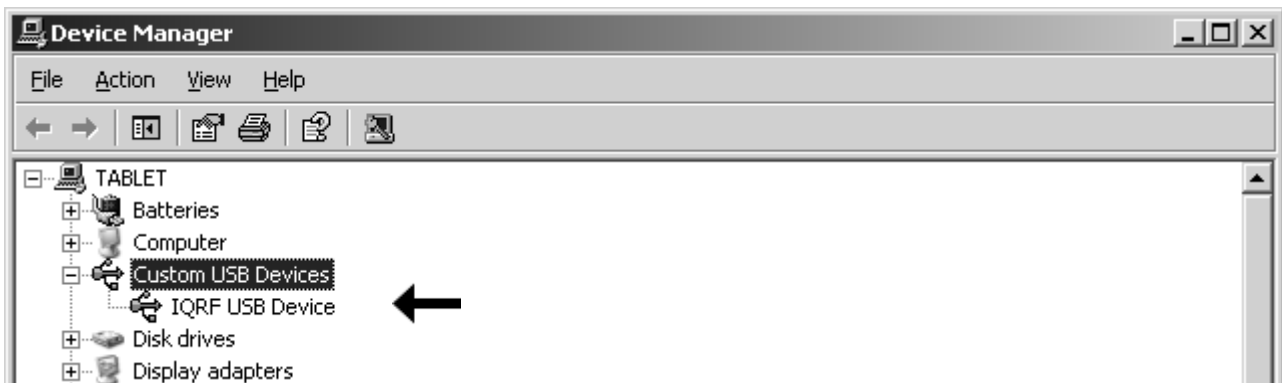 Device Manager
File Action View Help
TABLET
Batteries
Computer
Custom USB Devices
IQRF USB Device
Disk drives
Display adapters